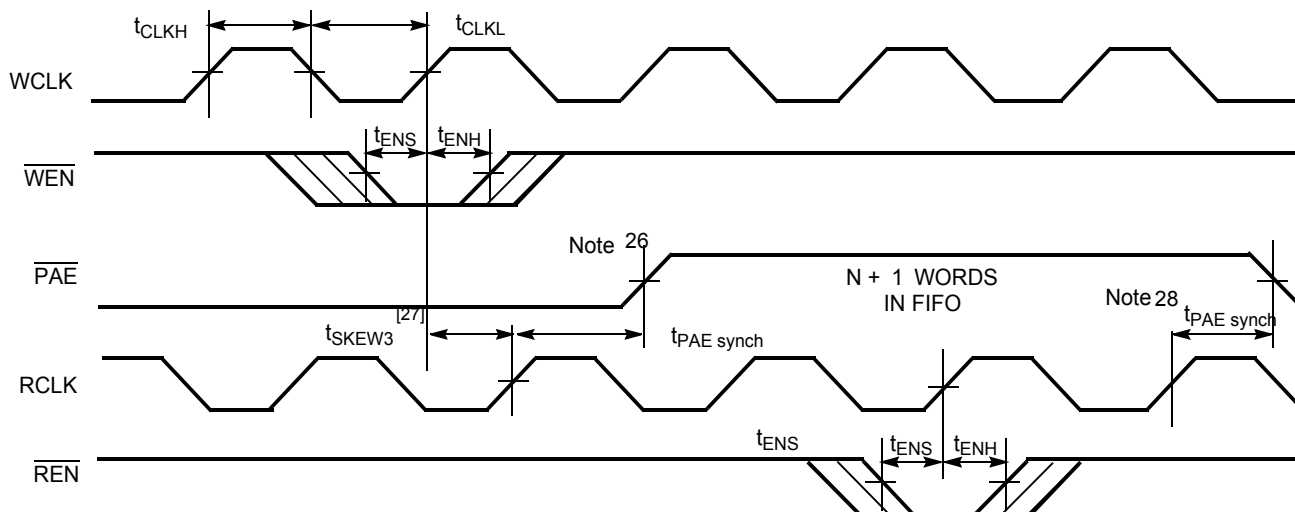 tCLKH
tCLKL
WCLK
tENS
tENH
WEN
Note 26
PAE
N + 1 WORDS
IN FIFO
Note 28
[27]
tSKEW3
tPAE synch
tPAE synch
RCLK
tENS
tENS
tENH
REN